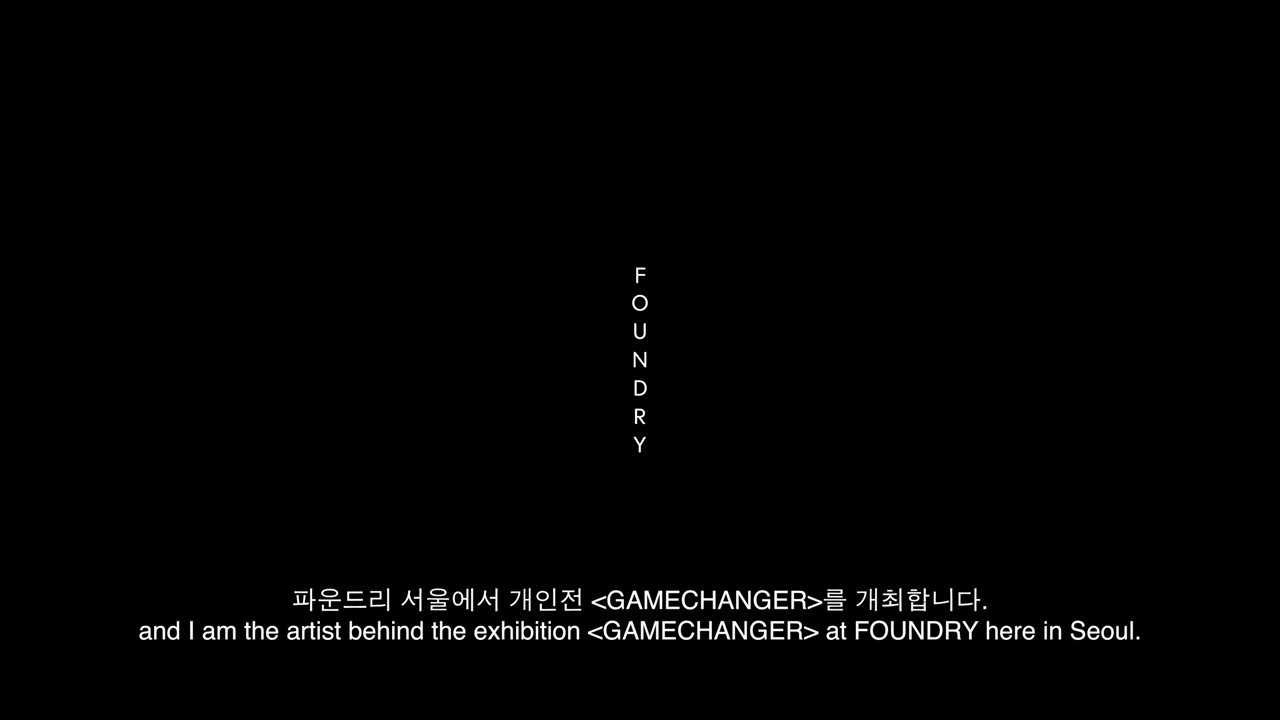 FOUNDRY
파운드리 서울에서 개인전 <GAMECHANGER>를 개최합니다.
and I am the artist behind the exhibition <GAMECHANGER> at FOUNDRY here in Seoul.